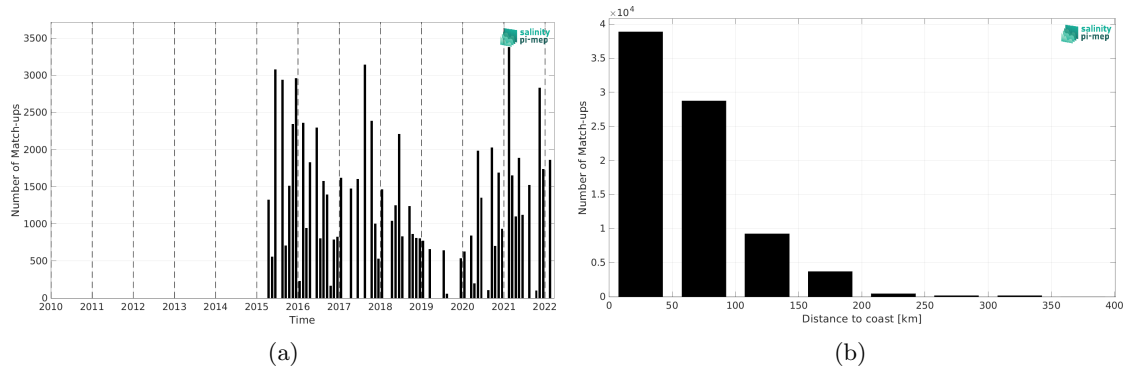 salinity
pi-mep
Number of Match-ups
3500
3000
2500
2000
1500
1000
500
0
2010 2011 2012 2013 2014 2015 2016 2017 2018 2019 2020 2021 2022
Time
(a)
×10⁴
salinity
pi-mep
Number of Match-ups
4
3.5
3
2.5
2
1.5
1
0.5
0
0 50 100 150 200 250 300 350 400
Distance to coast [km]
(b)